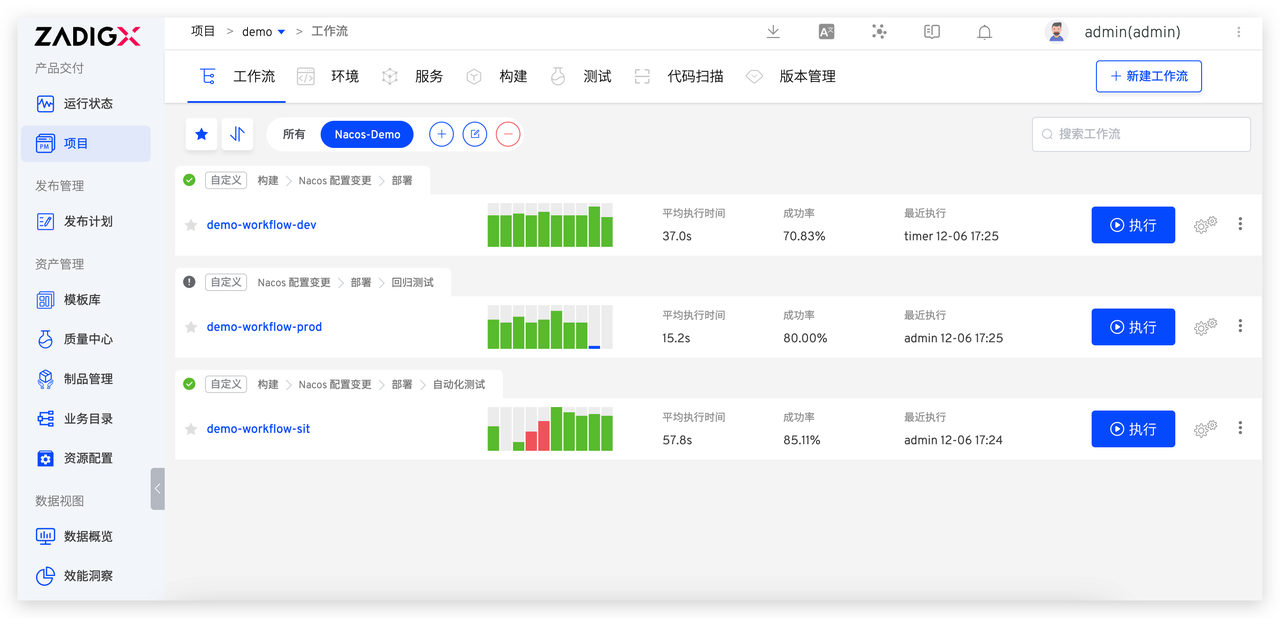 ZADIGX
项目 > demo > 工作流
A
admin(admin)
产品交付
运行状态
PM 项目
发布管理
发布计划
资产管理
模板库
质量中心
制品管理
业务目录
资源配置
数据视图
数据概览
效能洞察
工作流 环境 服务 构建 测试 代码扫描 版本管理
+ 新建工作流
所有 Nacos-Demo
搜索工作流
自定义 构建 Nacos 配置变更 部署
demo-workflow-dev
平均执行时间 成功率 最近执行
37.0s 70.83% timer 12-06 17:25
执行
自定义 Nacos 配置变更 部署 回归测试
demo-workflow-prod
平均执行时间 成功率 最近执行
15.2s 80.00% admin 12-06 17:25
执行
自定义 构建 Nacos 配置变更 部署 自动化测试
demo-workflow-sit
平均执行时间 成功率 最近执行
57.8s 85.11% admin 12-06 17:24
执行